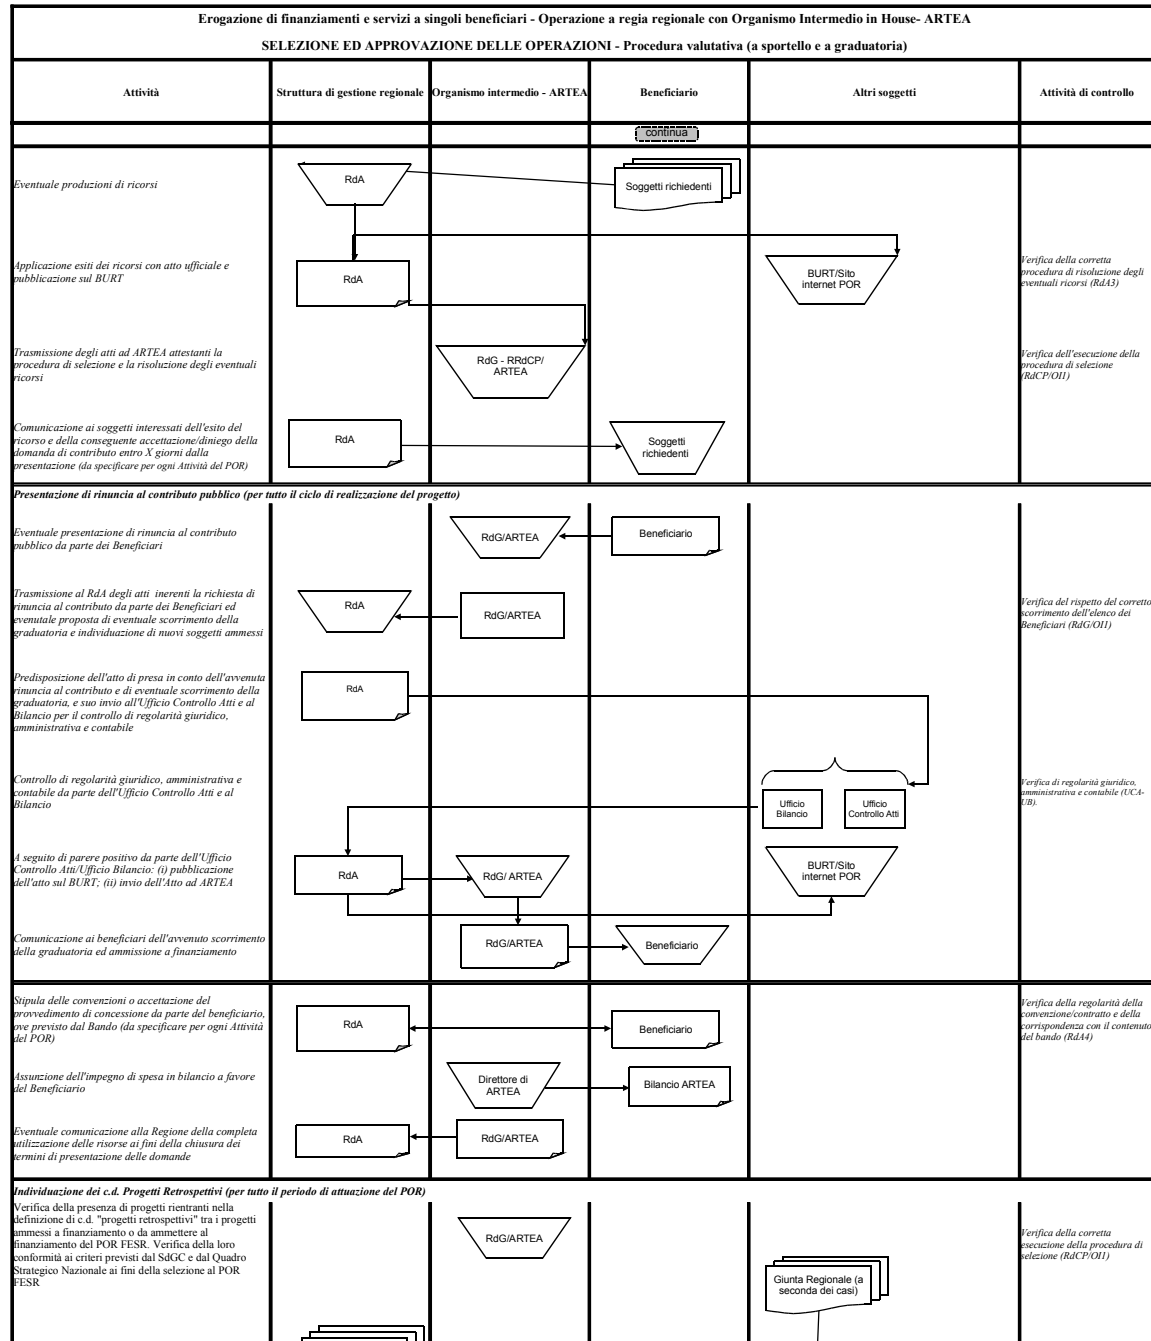 Erogazione di finanziamenti e servizi a singoli beneficiari - Operazione a regia regionale con Organismo Intermedio in House- ARTEA
SELEZIONE ED APPROVAZIONE DELLE OPERAZIONI - Procedura valutativa (a sportello e a graduatoria)
Attività
Struttura di gestione regionale
Organismo intermedio - ARTEA
Beneficiario
Altri soggetti
Attività di controllo
continua
Eventuale produzioni di ricorsi
RdA
Soggetti richiedenti
Applicazione esiti dei ricorsi con atto ufficiale e
pubblicazione sul BURT
RdA
BURT/Sito
internet POR
Verifica della corretta
procedura di risoluzione degli
eventuali ricorsi (RdA3)
Trasmissione degli atti ad ARTEA attestanti la
procedura di selezione e la risoluzione degli eventuali
ricorsi
RdG - RRdCP/
ARTEA
Verifica dell'esecuzione della
procedura di selezione
(RdCP/OI1)
Comunicazione ai soggetti interessati dell'esito del
ricorso e della conseguente accettazione/diniego della
domanda di contributo entro X giorni dalla
presentazione (da specificare per ogni Attività del POR)
RdA
Soggetti
richiedenti
Presentazione di rinuncia al contributo pubblico (per tutto il ciclo di realizzazione del progetto)
Eventuale presentazione di rinuncia al contributo
pubblico da parte dei Beneficiari
RdG/ARTEA
Beneficiario
Trasmissione al RdA degli atti  inerenti la richiesta di
rinuncia al contributo da parte dei Beneficiari ed
evenutale proposta di eventuale scorrimento della
graduatoria e individuazione di nuovi soggetti ammessi
RdA
RdG/ARTEA
Verifica del rispetto del corretto
scorrimento dell'elenco dei
Beneficiari (RdG/OI1)
Predisposizione dell'atto di presa in conto dell'avvenuta
rinuncia al contributo e di eventuale scorrimento della
graduatoria, e suo invio all'Ufficio Controllo Atti e al
Bilancio per il controllo di regolarità giuridico,
amministrativa e contabile
RdA
Controllo di regolarità giuridico, amministrativa e
contabile da parte dell'Ufficio Controllo Atti e al
Bilancio
Ufficio
Bilancio
Ufficio
Controllo Atti
Verifica di regolarità giuridico,
amministrativa e contabile (UCA-
UB).
A seguito di parere positivo da parte dell'Ufficio
Controllo Atti/Ufficio Bilancio: (i) pubblicazione
dell'atto sul BURT; (ii) invio dell'Atto ad ARTEA
RdA
RdG/ ARTEA
BURT/Sito
internet POR
Comunicazione ai beneficiari dell'avvenuto scorrimento
della graduatoria ed ammissione a finanziamento
RdG/ARTEA
Beneficiario
Stipula delle convenzioni o accettazione del
provvedimento di concessione da parte del beneficiario,
ove previsto dal Bando (da specificare per ogni Attività
del POR)
RdA
Beneficiario
Verifica della regolarità della
convenzione/contratto e della
corrispondenza con il contenuto
del bando (RdA4)
Assunzione dell'impegno di spesa in bilancio a favore
del Beneficiario
Direttore di
ARTEA
Bilancio ARTEA
Eventuale comunicazione alla Regione della completa
utilizzazione delle risorse ai fini della chiusura dei
termini di presentazione delle domande
RdA
RdG/ARTEA
Individuazione dei c.d. Progetti Retrospettivi (per tutto il periodo di attuazione del POR)
Verifica della presenza di progetti rientranti nella
definizione di c.d. "progetti retrospettivi" tra i progetti
ammessi a finanziamento o da ammettere al
finanziamento del POR FESR. Verifica della loro
conformità ai criteri previsti dal SdGC e dal Quadro
Strategico Nazionale ai fini della selezione al POR
FESR
RdG/ARTEA
Giunta Regionale (a
seconda dei casi)
Verifica della corretta
esecuzione della procedura di
selezione (RdCP/OI1)